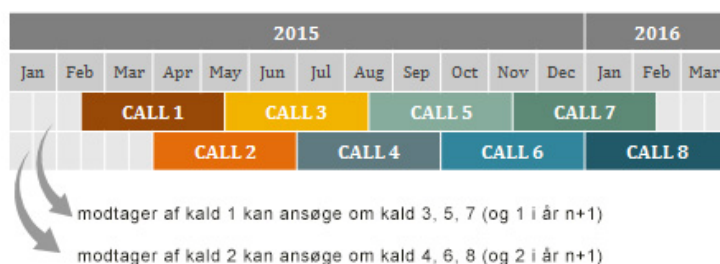 2015 2016
Jan Feb Mar Apr May Jun Jul Aug Sep Oct Nov Dec Jan Feb Mar
CALL 1 CALL 3 CALL 5 CALL 7
CALL 2 CALL 4 CALL 6 CALL 8
modtager af kald 1 kan ansøge om kald 3, 5, 7 (og 1 i år n+1)
modtager af kald 2 kan ansøge om kald 4, 6, 8 (og 2 i år n+1)